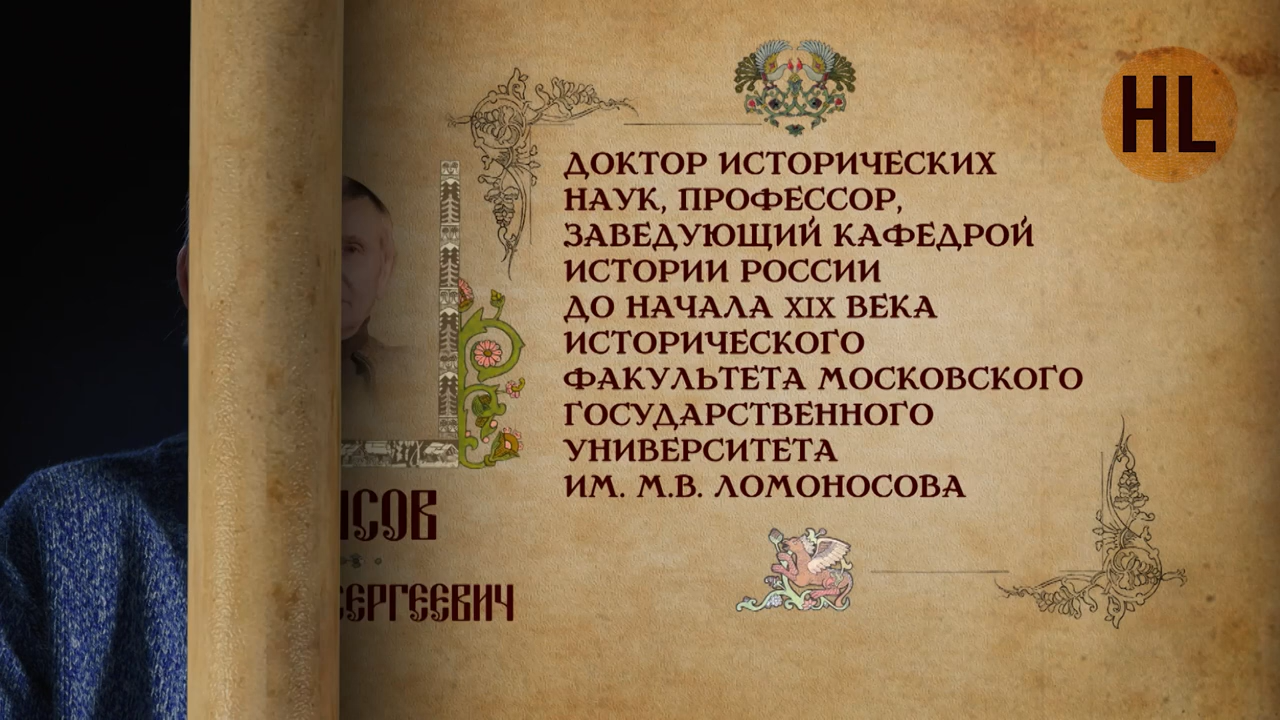 HL
ДОКТОР ИСТОРИЧЕСКИХ
НАУК, ПРОФЕССОР,
ЗАВЕДУЮЩИЙ КАФЕДРОЙ
ИСТОРИИ РОССИИ
ДО НАЧАЛА XIX ВЕКА
ИСТОРИЧЕСКОГО
ФАКУЛЬТЕТА МОСКОВСКОГО
ГОСУДАРСТВЕННОГО
УНИВЕРСИТЕТА
ИМ. М.В. ЛОМОНОСОВА